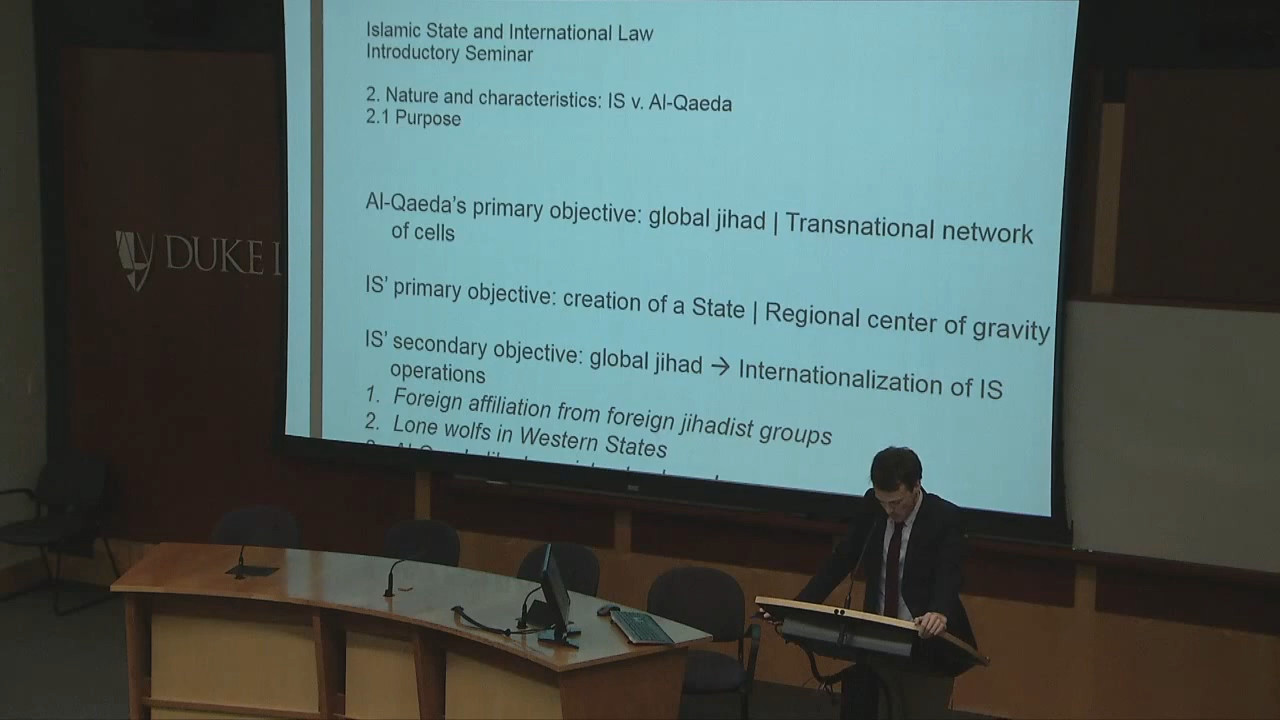 Islamic State and International Law
Introductory Seminar
2. Nature and characteristics: IS v. Al-Qaeda
2.1 Purpose
Al-Qaeda's primary objective: global jihad | Transnational network
of cells
IS' primary objective: creation of a State | Regional center of gravity
IS' secondary objective: global jihad → Internationalization of IS
operations
1. Foreign affiliation from foreign jihadist groups
2. Lone wolfs in Western States
DUKE